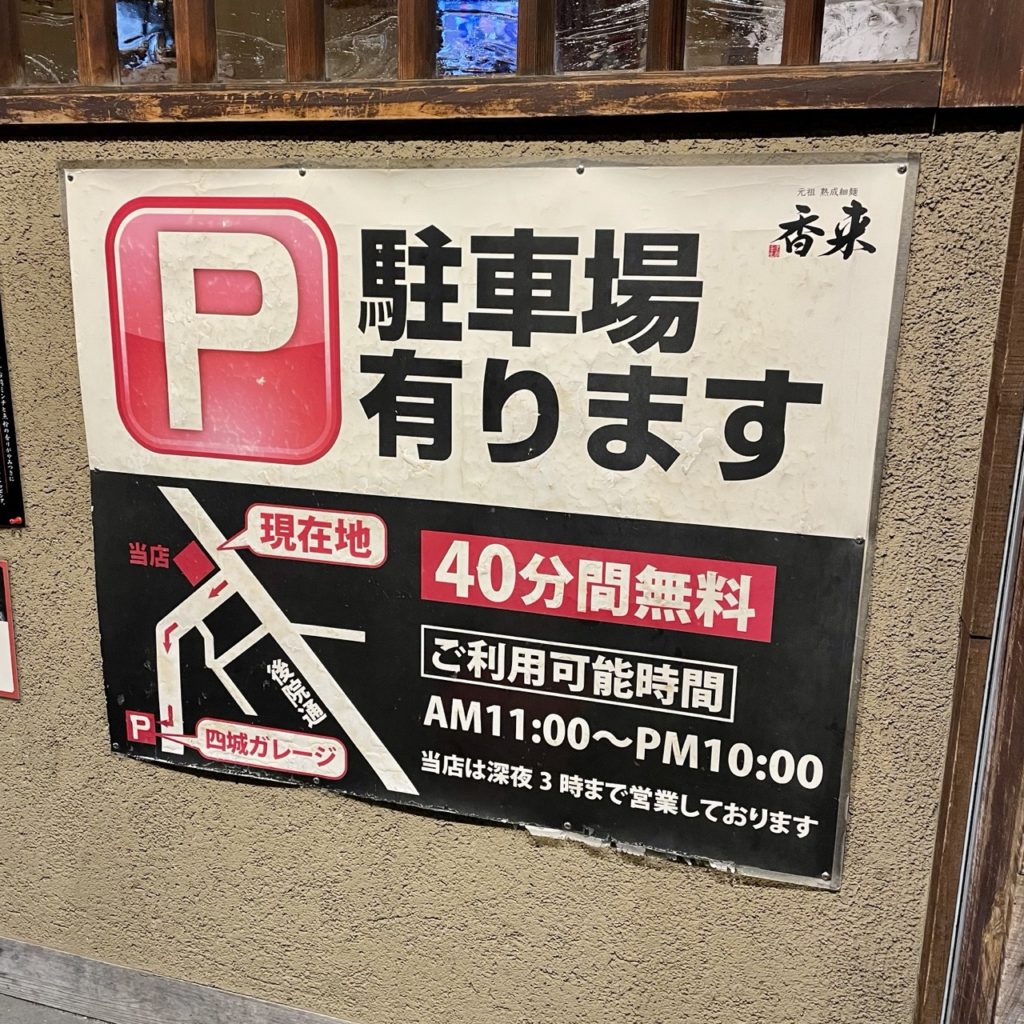 元祖 熟成細麺
香来
P
駐車場
有ります
現在地
当店
後院通
P
四城ガレージ
40分間無料
ご利用可能時間
AM11:00～PM10:00
当店は深夜3時まで営業しております